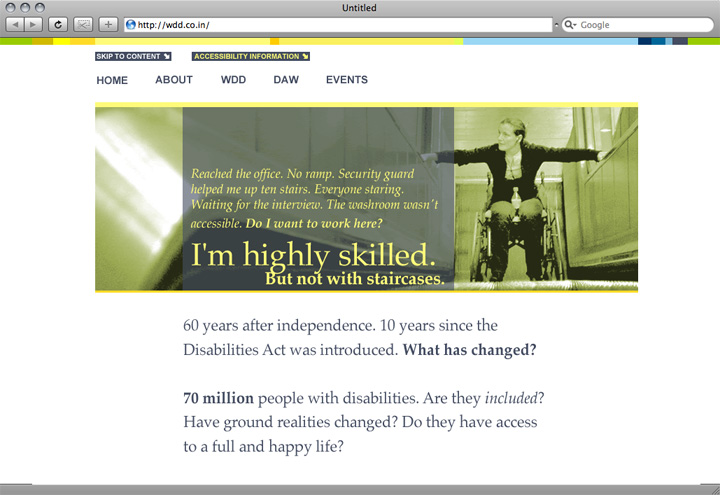 Untitled
http://wdd.co.in/
Google
SKIP TO CONTENT
ACCESSIBILITY INFORMATION
HOME ABOUT WDD DAW EVENTS
Reached the office. No ramp. Security guard
helped me up ten stairs. Everyone staring.
Waiting for the interview. The washroom wasn't
accessible. Do I want to work here?
I'm highly skilled.
But not with staircases.
60 years after independence. 10 years since the
Disabilities Act was introduced. What has changed?
70 million people with disabilities. Are they included?
Have ground realities changed? Do they have access
to a full and happy life?